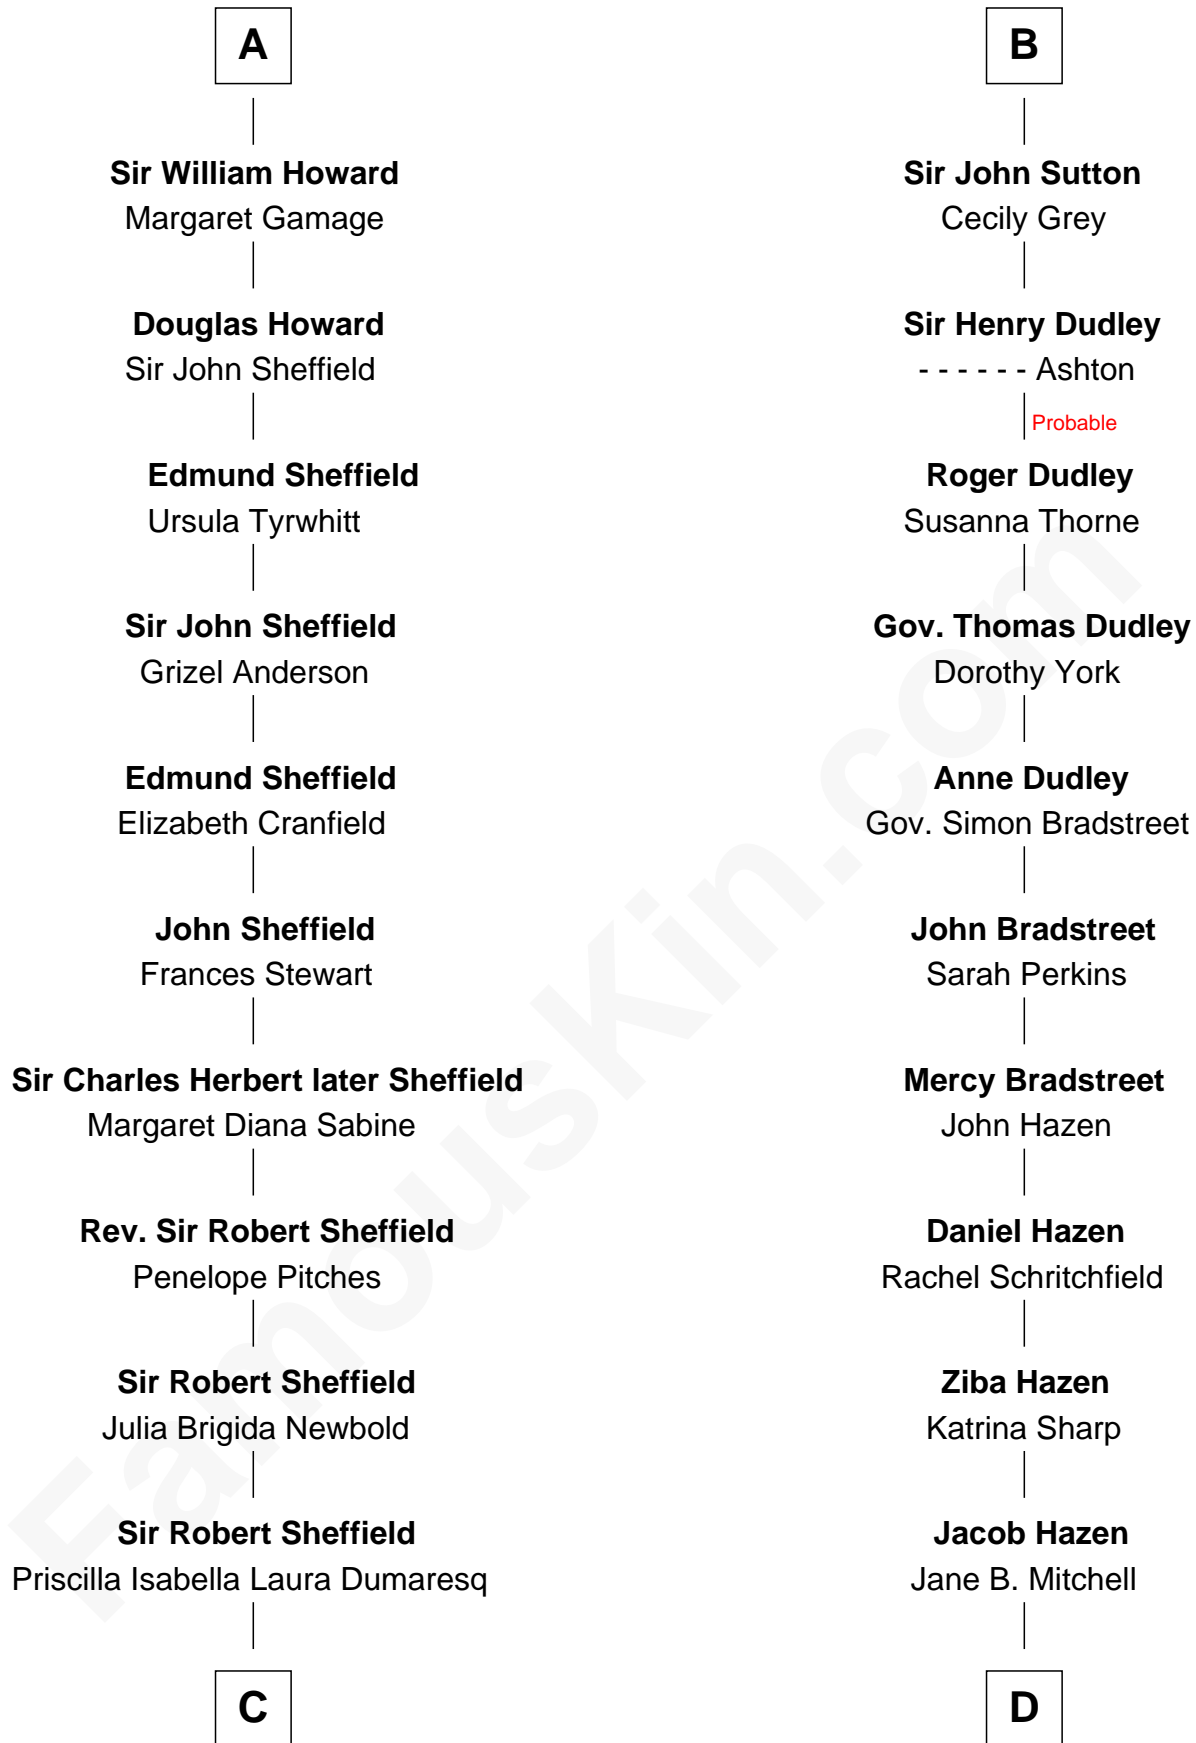 A
Sir William Howard
Margaret Gamage
Douglas Howard
Sir John Sheffield
Edmund Sheffield
Ursula Tyrwhitt
Sir John Sheffield
Grizel Anderson
Edmund Sheffield
Elizabeth Cranfield
John Sheffield
Frances Stewart
Sir Charles Herbert later Sheffield
Margaret Diana Sabine
Rev. Sir Robert Sheffield
Penelope Pitches
Sir Robert Sheffield
Julia Brigida Newbold
Sir Robert Sheffield
Priscilla Isabella Laura Dumaresq
C
B
Sir John Sutton
Cecily Grey
Sir Henry Dudley
- - - - - - Ashton
Probable
Roger Dudley
Susanna Thorne
Gov. Thomas Dudley
Dorothy York
Anne Dudley
Gov. Simon Bradstreet
John Bradstreet
Sarah Perkins
Mercy Bradstreet
John Hazen
Daniel Hazen
Rachel Schritchfield
Ziba Hazen
Katrina Sharp
Jacob Hazen
Jane B. Mitchell
D
FamousKin.com